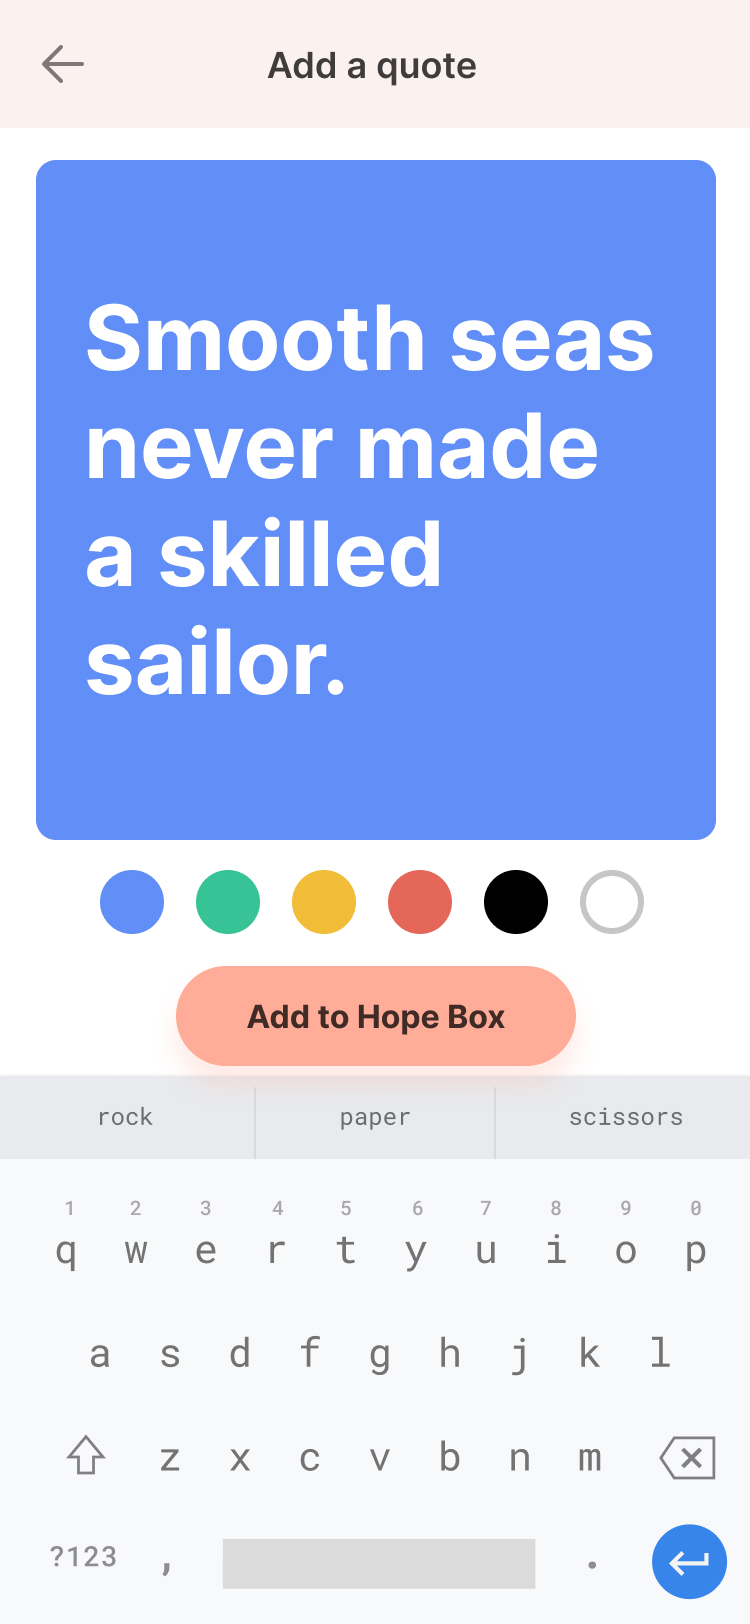 Add a quote
Smooth seas
never made
a skilled
sailor.
Add to Hope Box
rock paper scissors
1 2 3 4 5 6 7 8 9 0
q w e r t y u i o p
a s d f g h j k l
z x c v b n m
?123 , .